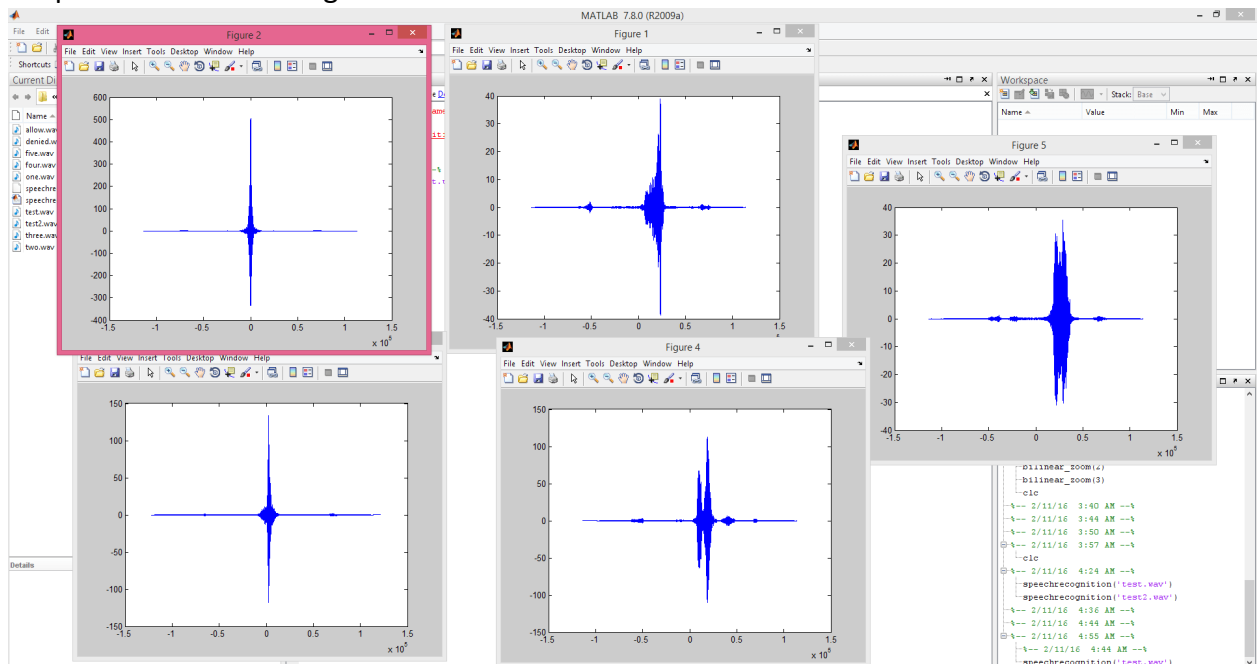 MATLAB 7.8.0 (R2009a)
File Edit
Shortcuts
Current Di
Name
allow.wav
denied.w
five.wav
four.wav
one.wav
speechre
speechre
test.wav
test2.wav
three.wav
two.wav
Details
Figure 2
File Edit View Insert Tools Desktop Window Help
600
500
400
300
200
100
0
-100
-200
-300
-400
-1.5 -1 -0.5 0 0.5 1 1.5
x 10^5
Figure 1
File Edit View Insert Tools Desktop Window Help
40
30
20
10
0
-10
-20
-30
-40
-1.5 -1 -0.5 0 0.5 1 1.5
x 10^5
Workspace
Stack: Base
Name Value Min Max
Figure 5
File Edit View Insert Tools Desktop Window Help
40
30
20
10
0
-10
-20
-30
-40
-1.5 -1 -0.5 0 0.5 1 1.5
x 10^5
File Edit View Insert Tools Desktop Window Help
150
100
50
0
-50
-100
-150
-1.5 -1 -0.5 0 0.5 1 1.5
x 10^5
Figure 4
File Edit View Insert Tools Desktop Window Help
150
100
50
0
-50
-100
-150
-1.5 -1 -0.5 0 0.5 1 1.5
x 10^5
bilinear_zoom(2)
bilinear_zoom(3)
clc
%-- 2/11/16 3:40 AM --%
%-- 2/11/16 3:44 AM --%
%-- 2/11/16 3:50 AM --%
%-- 2/11/16 3:57 AM --%
clc
%-- 2/11/16 4:24 AM --%
speechrecognition('test.wav')
speechrecognition('test2.wav')
%-- 2/11/16 4:36 AM --%
%-- 2/11/16 4:44 AM --%
%-- 2/11/16 4:55 AM --%
%-- 2/11/16 4:44 AM --%
speechrecognition('test.wav')